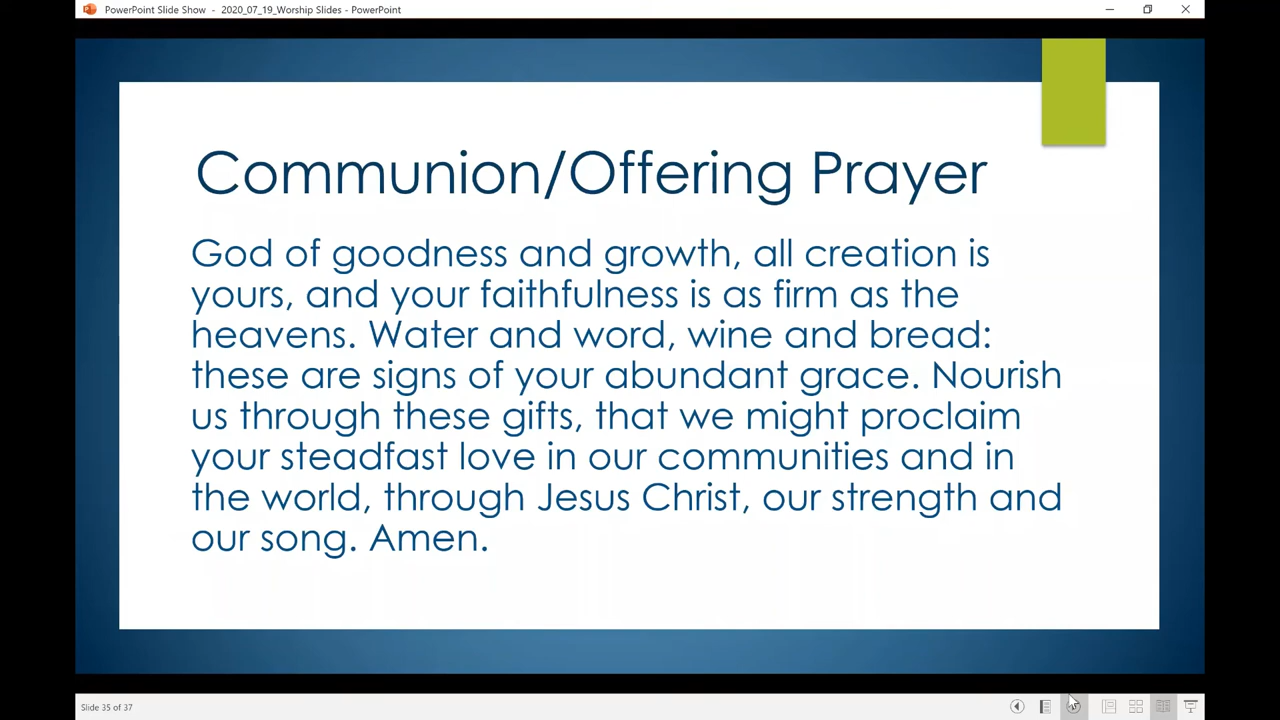 PowerPoint Slide Show - 2020_07_19_Worship Slides - PowerPoint
Communion/Offering Prayer
God of goodness and growth, all creation is
yours, and your faithfulness is as firm as the
heavens. Water and word, wine and bread:
these are signs of your abundant grace. Nourish
us through these gifts, that we might proclaim
your steadfast love in our communities and in
the world, through Jesus Christ, our strength and
our song. Amen.
Slide 35 of 37